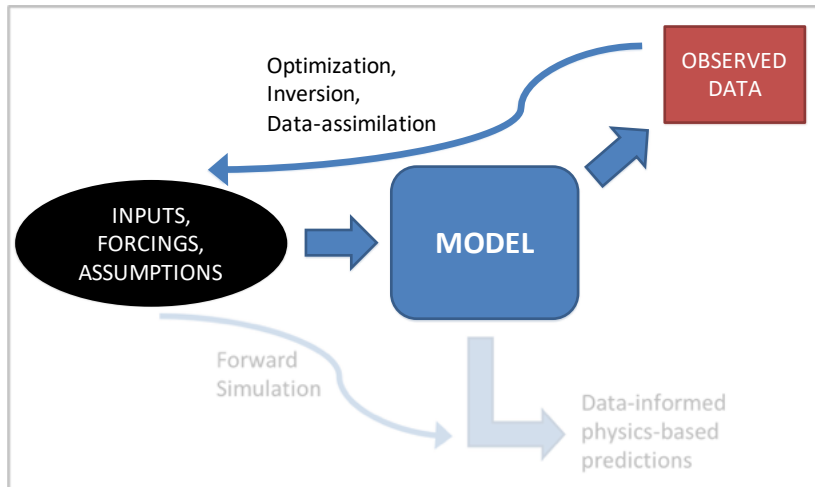 Optimization,
Inversion,
Data-assimilation
OBSERVED
DATA
INPUTS,
FORCINGS,
ASSUMPTIONS
MODEL
Forward
Simulation
Data-informed
physics-based
predictions